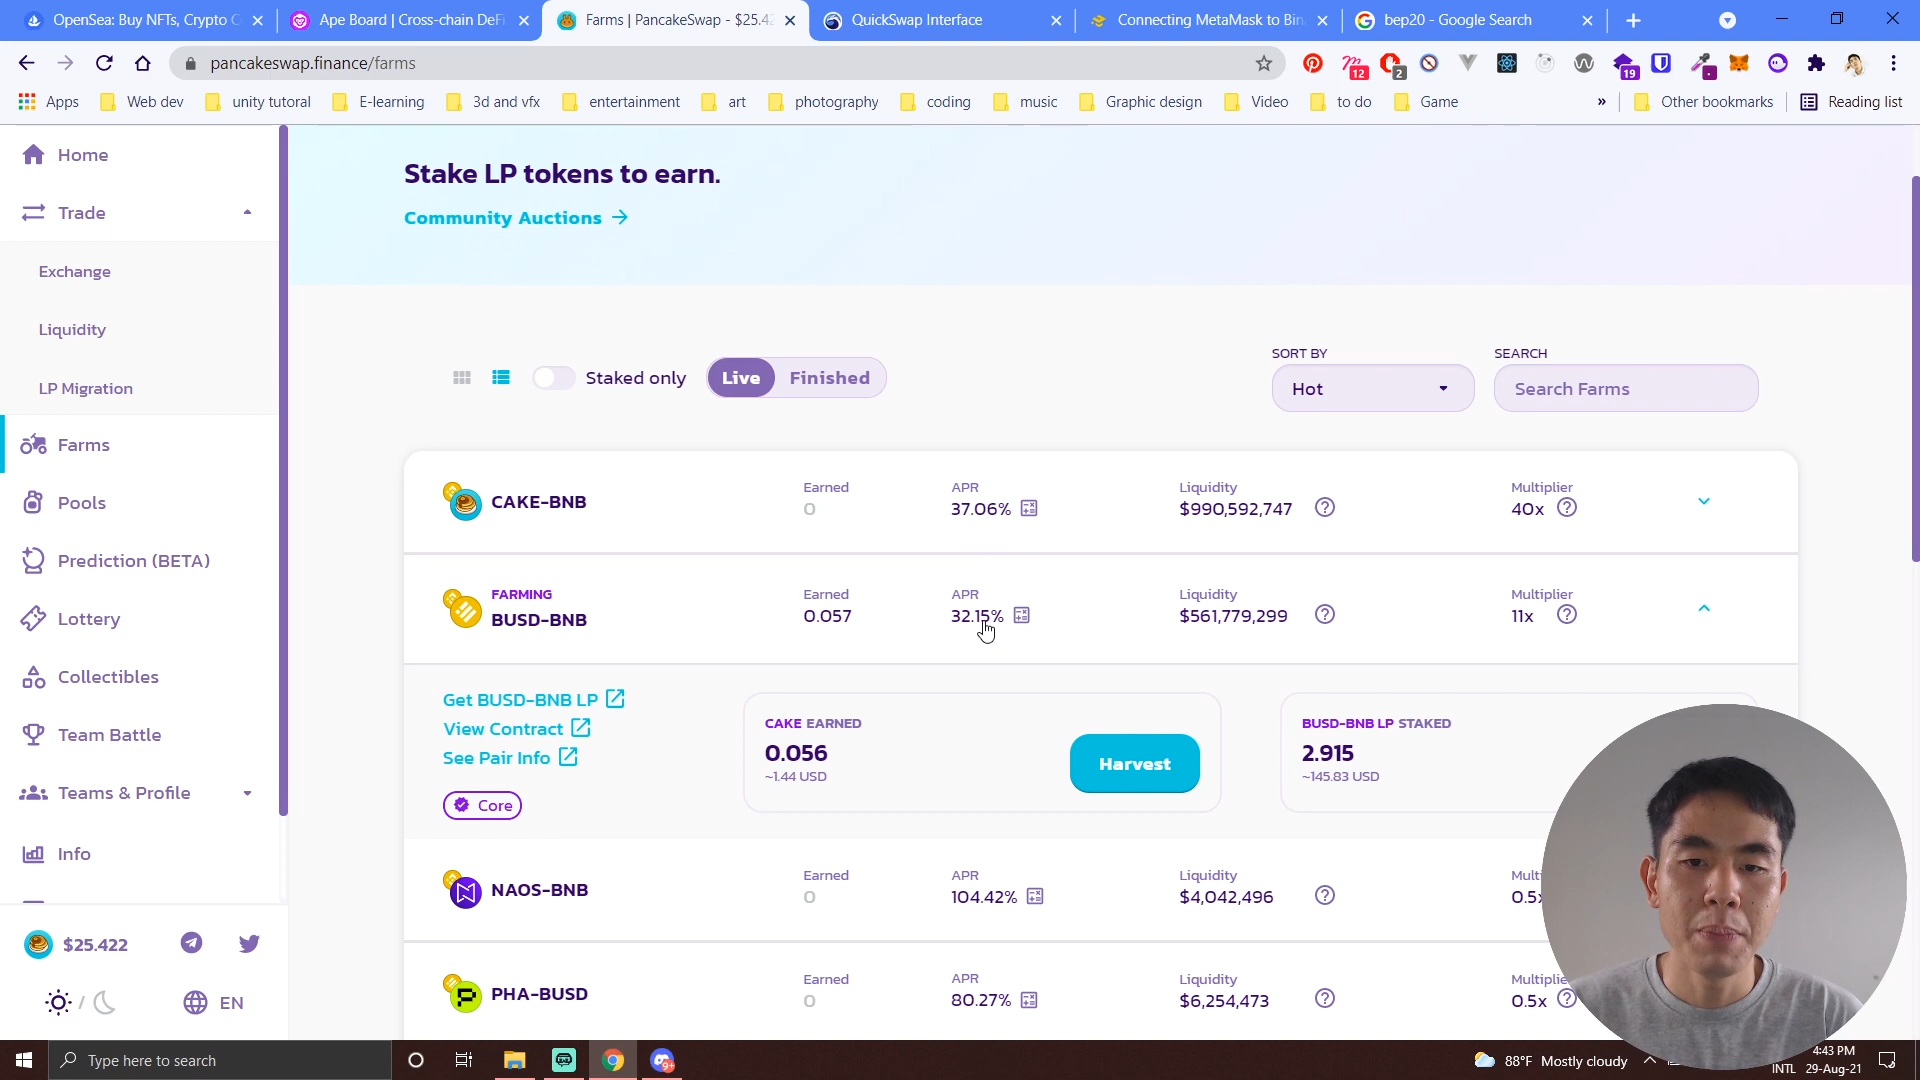 OpenSea: Buy NFTs, Crypto C
Ape Board | Cross-chain DeFi
Farms | PancakeSwap - $25.42
QuickSwap Interface
Connecting MetaMask to Bin
bep20 - Google Search
pancakeswap.finance/farms
12
2
19
Apps
Web dev
unity tutoral
E-learning
3d and vfx
entertainment
art
photography
coding
music
Graphic design
Video
to do
Game
»
Other bookmarks
Reading list
Home
Trade
Exchange
Liquidity
LP Migration
Farms
Pools
Prediction (BETA)
Lottery
Collectibles
Team Battle
Teams & Profile
Info
$25.422
/
EN
Stake LP tokens to earn.
Community Auctions →
Staked only
Live
Finished
SORT BY
Hot
SEARCH
Search Farms
CAKE-BNB
Earned
0
APR
37.06%
Liquidity
$990,592,747
Multiplier
40x
FARMING
BUSD-BNB
Earned
0.057
APR
32.15%
Liquidity
$561,779,299
Multiplier
11x
Get BUSD-BNB LP
View Contract
See Pair Info
Core
CAKE EARNED
0.056
~1.44 USD
Harvest
BUSD-BNB LP STAKED
2.915
~145.83 USD
NAOS-BNB
Earned
0
APR
104.42%
Liquidity
$4,042,496
Mult
0.5x
PHA-BUSD
Earned
0
APR
80.27%
Liquidity
$6,254,473
Multiplie
0.5x
Type here to search
9+
88°F Mostly cloudy
INTL
4:43 PM
29-Aug-21